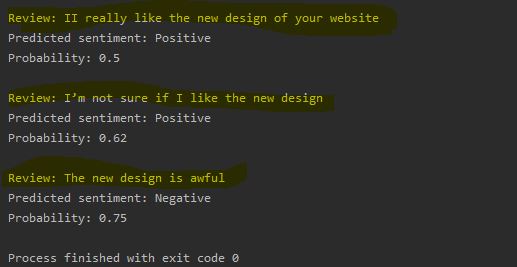 Review: II really like the new design of your website
Predicted sentiment: Positive
Probability: 0.5
Review: I’m not sure if I like the new design
Predicted sentiment: Positive
Probability: 0.62
Review: The new design is awful
Predicted sentiment: Negative
Probability: 0.75
Process finished with exit code 0